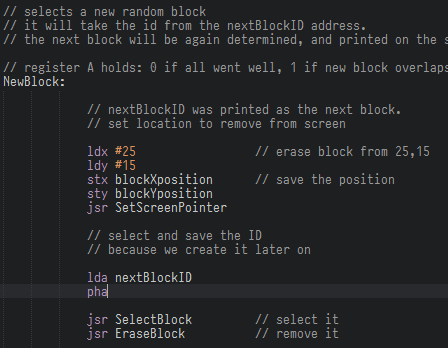 // selects a new random block
// it will take the id from the nextBlockID address.
// the next block will be again determined, and printed on the s
// register A holds: 0 if all went well, 1 if new block overlaps
NewBlock:
// nextBlockID was printed as the next block.
// set location to remove from screen
ldx #25 // erase block from 25,15
ldy #15
stx blockXposition // save the position
sty blockYposition
jsr SetScreenPointer
// select and save the ID
// because we create it later on
lda nextBlockID
pha
jsr SelectBlock // select it
jsr EraseBlock // remove it